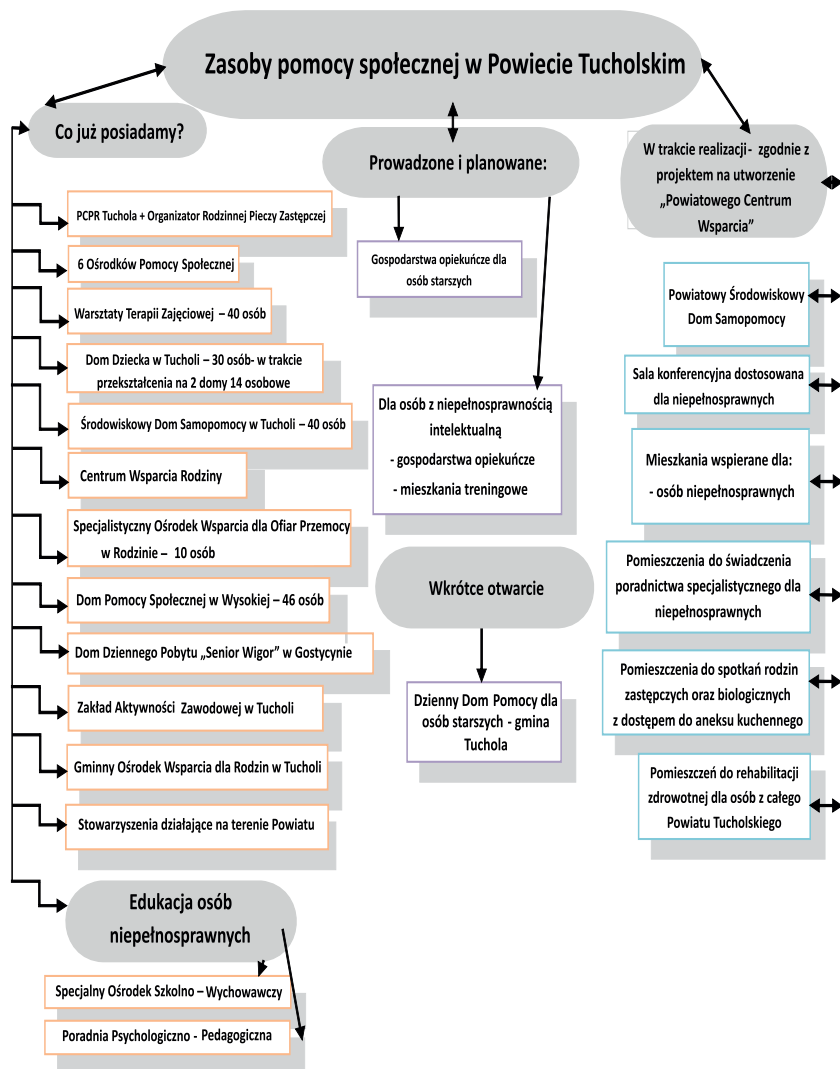 Zasoby pomocy społecznej w Powiecie Tucholskim
Co już posiadamy?
PCPR Tuchola + Organizator Rodzinnej Pieczy Zastępczej
6 Ośrodków Pomocy Społecznej
Warsztaty Terapii Zajęciowej – 40 osób
Dom Dziecka w Tucholi – 30 osób- w trakcie
przekształcenia na 2 domy 14 osobowe
Środowiskowy Dom Samopomocy w Tucholi – 40 osób
Centrum Wsparcia Rodziny
Specjalistyczny Ośrodek Wsparcia dla Ofiar Przemocy
w Rodzinie – 10 osób
Dom Pomocy Społecznej w Wysokiej – 46 osób
Dom Dziennego Pobytu „Senior Wigor” w Gostycynie
Zakład Aktywności Zawodowej w Tucholi
Gminny Ośrodek Wsparcia dla Rodzin w Tucholi
Stowarzyszenia działające na terenie Powiatu
Edukacja osób
niepełnosprawnych
Specjalny Ośrodek Szkolno – Wychowawczy
Poradnia Psychologiczno - Pedagogiczna
Prowadzone i planowane:
Gospodarstwa opiekuńcze dla
osób starszych
Dla osób z niepełnosprawnością
intelektualną
- gospodarstwa opiekuńcze
- mieszkania treningowe
Wkrótce otwarcie
Dzienny Dom Pomocy dla
osób starszych - gmina
Tuchola
W trakcie realizacji- zgodnie z
projektem na utworzenie
„Powiatowego Centrum
Wsparcia”
Powiatowy Środowiskowy
Dom Samopomocy
Sala konferencyjna dostosowana
dla niepełnosprawnych
Mieszkania wspierane dla:
- osób niepełnosprawnych
Pomieszczenia do świadczenia
poradnictwa specjalistycznego dla
niepełnosprawnych
Pomieszczenia do spotkań rodzin
zastępczych oraz biologicznych
z dostępem do aneksu kuchennego
Pomieszczeń do rehabilitacji
zdrowotnej dla osób z całego
Powiatu Tucholskiego